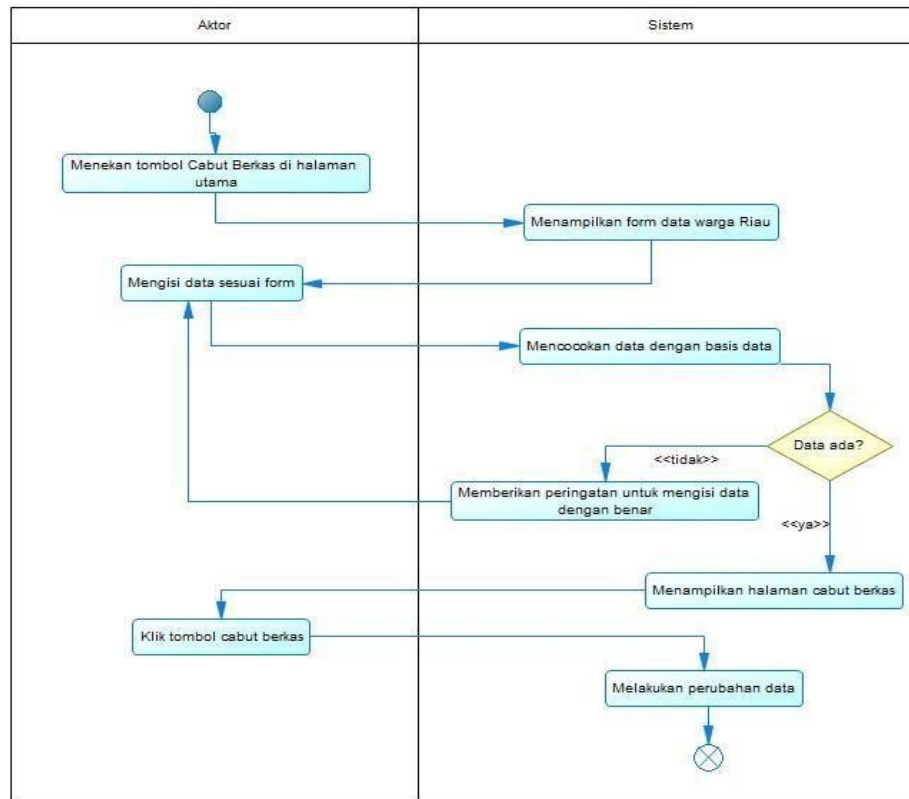 Aktor
Sistem
Menekan tombol Cabut Berkas di halaman
utama
Menampilkan form data warga Riau
Mengisi data sesuai form
Mencocokan data dengan basis data
Data ada?
<<tidak>>
Memberikan peringatan untuk mengisi data
dengan benar
<<ya>>
Menampilkan halaman cabut berkas
Klik tombol cabut berkas
Melakukan perubahan data